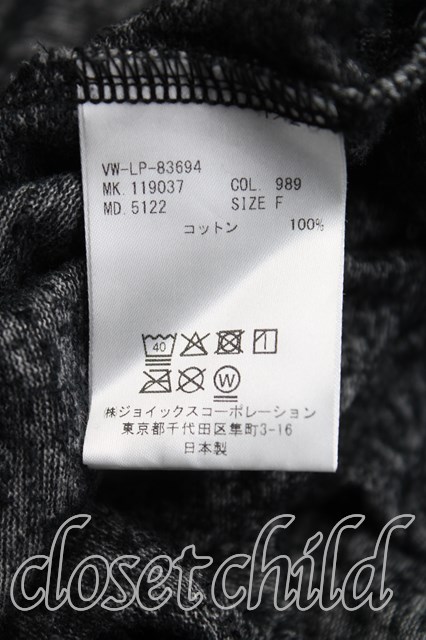 VW-LP-83694
MK. 119037 COL. 989
MD. 5122 SIZE F
コットン 100%
40
W
㈱ジョイックスコーポレーション
東京都千代田区隼町3-16
日本製
closet child